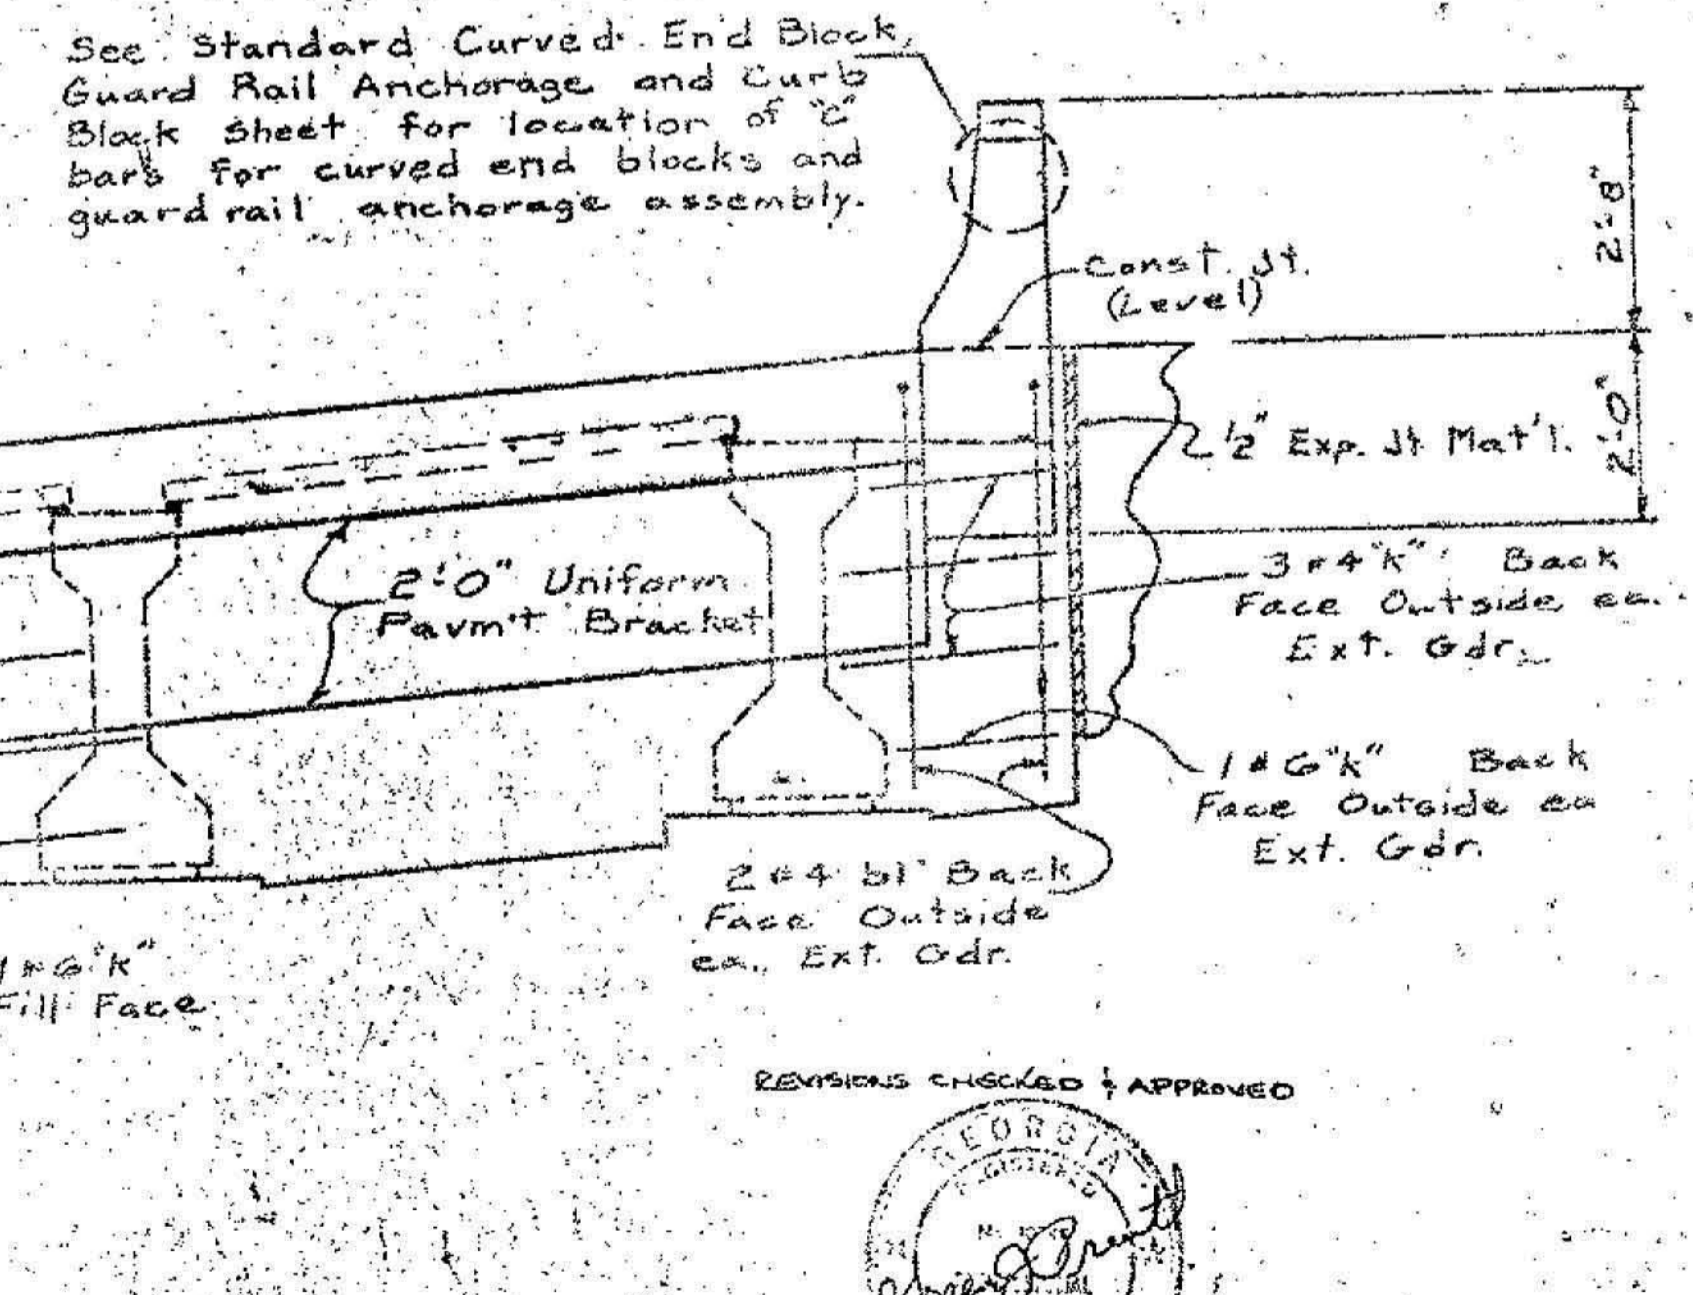 See Standard Curved End Block,
Guard Rail Anchorage and Curb
Block Sheet for location of "C"
bars for curved end blocks and
guard rail anchorage assembly.
2'-8"
Const. Jt.
(Level)
2'-0"
½" Exp. Jt Mat'l.
2'-0" Uniform
Pavm't Bracket
3 #4 "k" Back
Face Outside ea.
Ext. Gdr.
1 #6 "k" Back
Face Outside ea
Ext. Gdr.
2 #4 b1 Back
Face Outside
ea. Ext. Gdr.
1 #6 "k"
Fill Face
REVISIONS CHECKED & APPROVED
GEORGIA
REGISTERED